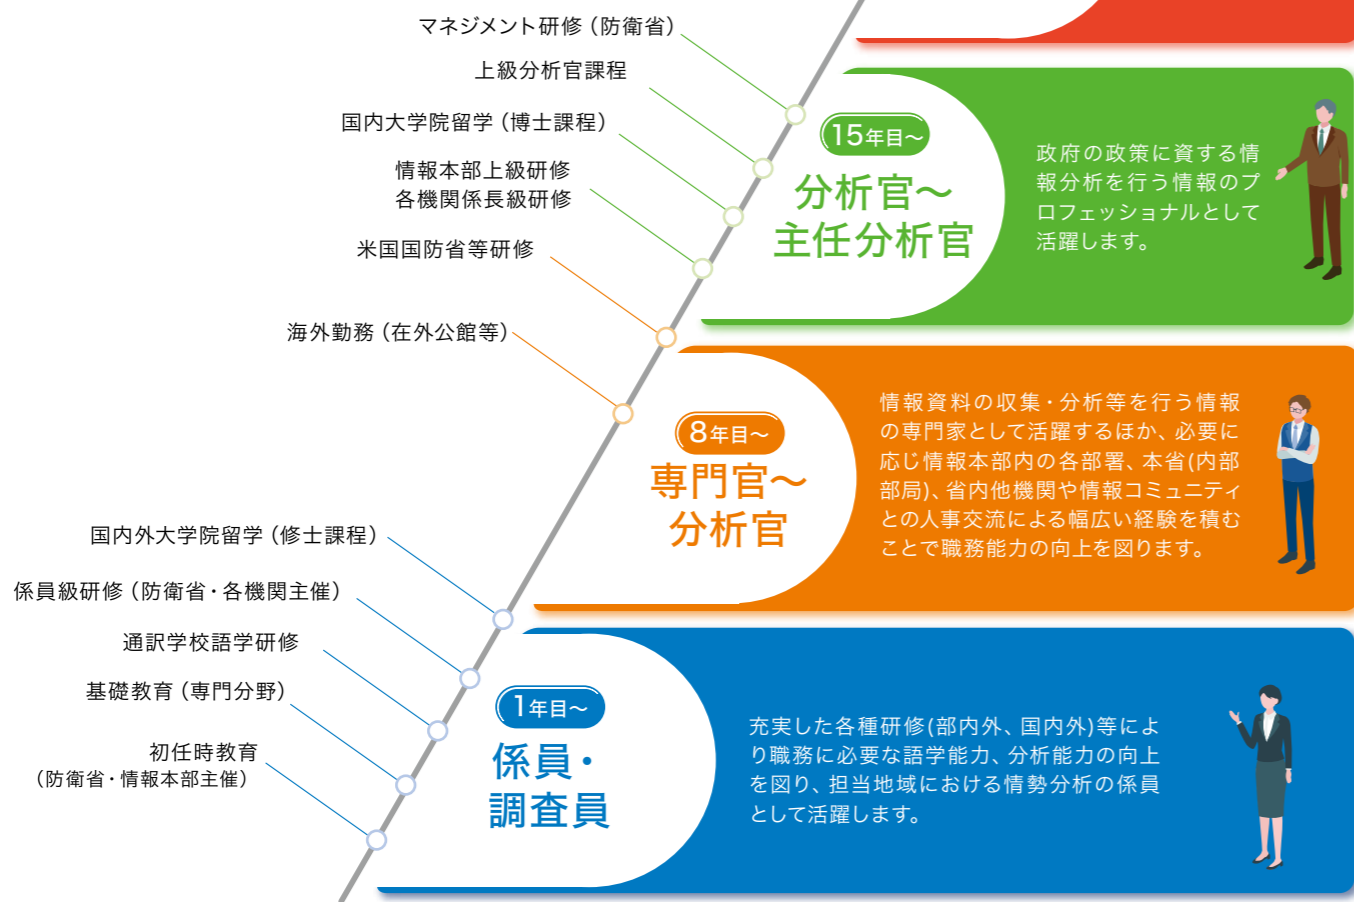 マネジメント研修（防衛省）
上級分析官課程
国内大学院留学（博士課程）
情報本部上級研修
各機関係長級研修
米国国防省等研修
海外勤務（在外公館等）
国内外大学院留学（修士課程）
係員級研修（防衛省・各機関主催）
通訳学校語学研修
基礎教育（専門分野）
初任時教育
（防衛省・情報本部主催）
15年目～
分析官～
主任分析官
政府の政策に資する情
報分析を行う情報のプ
ロフェッショナルとして
活躍します。
8年目～
専門官～
分析官
情報資料の収集・分析等を行う情報
の専門家として活躍するほか、必要に
応じ情報本部内の各部署、本省(内部
部局)、省内他機関や情報コミュニティ
との人事交流による幅広い経験を積む
ことで職務能力の向上を図ります。
1年目～
係員・
調査員
充実した各種研修(部内外、国内外)等によ
り職務に必要な語学能力、分析能力の向上
を図り、担当地域における情勢分析の係員
として活躍します。